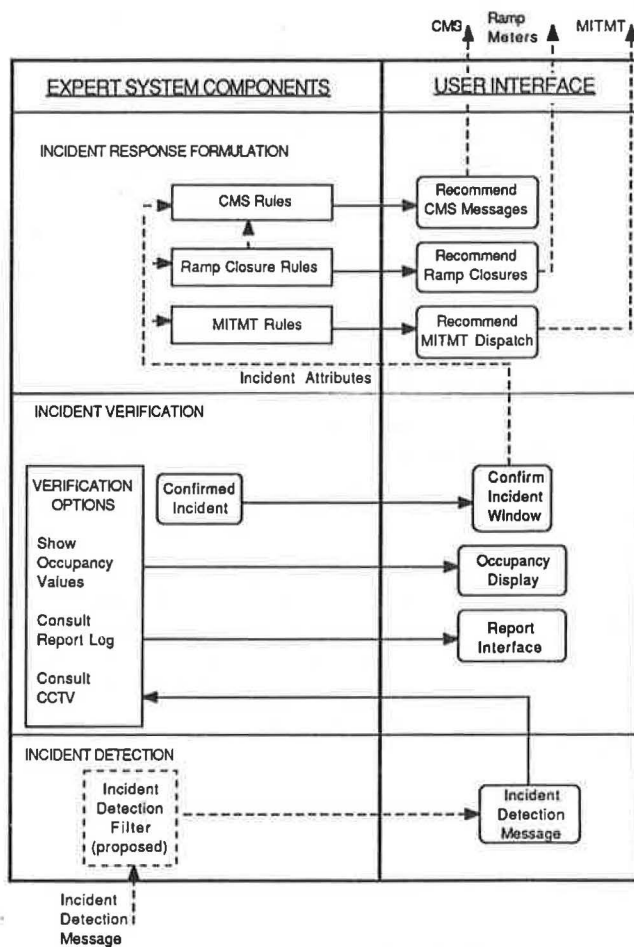 CMS
Ramp
Meters
MITMT
EXPERT SYSTEM COMPONENTS
USER INTERFACE
INCIDENT RESPONSE FORMULATION
CMS Rules
Recommend
CMS Messages
Ramp Closure Rules
Recommend
Ramp Closures
MITMT Rules
Recommend
MITMT Dispatch
Incident Attributes
INCIDENT VERIFICATION
VERIFICATION
OPTIONS
Show
Occupancy
Values
Consult
Report Log
Consult
CCTV
Confirmed
Incident
Confirm
Incident
Window
Occupancy
Display
Report
Interface
INCIDENT DETECTION
Incident
Detection
Filter
(proposed)
Incident
Detection
Message
Incident
Detection
Message